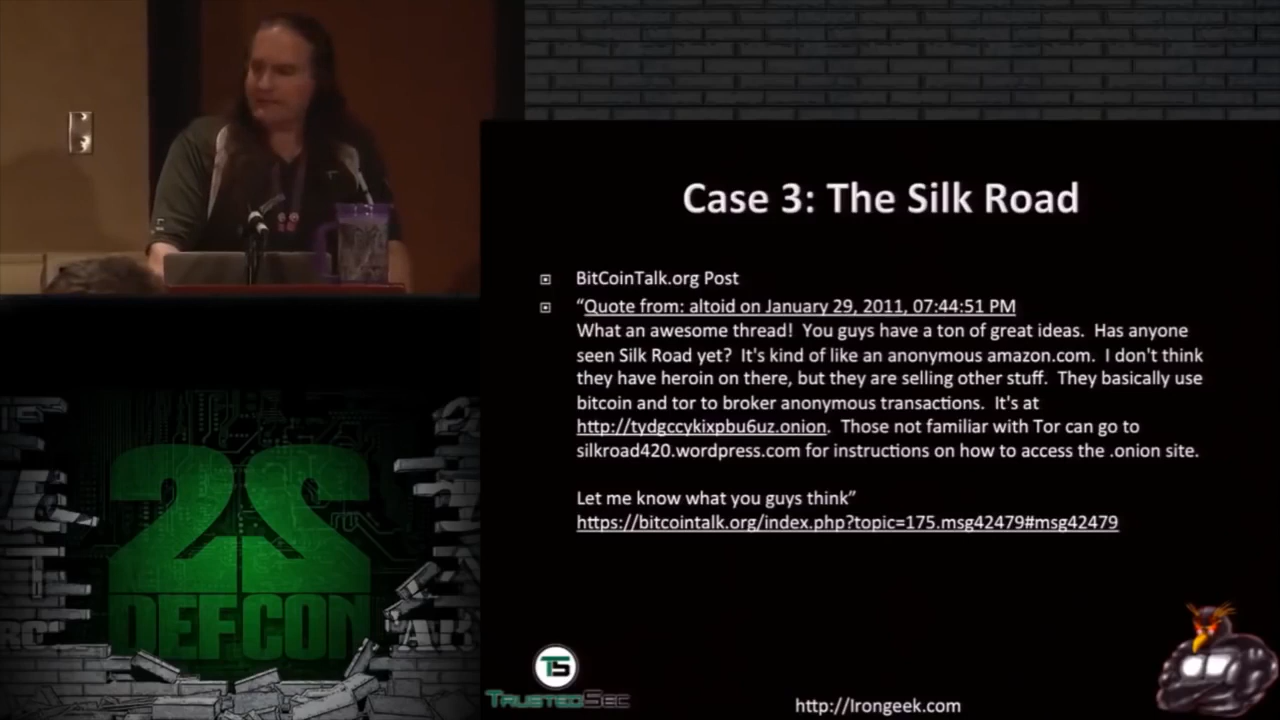 Case 3: The Silk Road
BitCoinTalk.org Post
“Quote from: altoid on January 29, 2011, 07:44:51 PM
What an awesome thread! You guys have a ton of great ideas. Has anyone
seen Silk Road yet? It's kind of like an anonymous amazon.com. I don't think
they have heroin on there, but they are selling other stuff. They basically use
bitcoin and tor to broker anonymous transactions. It's at
http://tydgccykixpbu6uz.onion. Those not familiar with Tor can go to
silkroad420.wordpress.com for instructions on how to access the .onion site.
Let me know what you guys think”
https://bitcointalk.org/index.php?topic=175.msg42479#msg42479
22
DEFCON
TS
TRUSTEDSEC
http://Irongeek.com